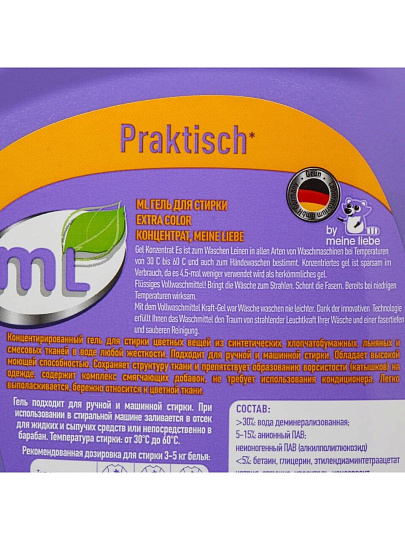 Praktisch*
ML ГЕЛЬ ДЛЯ СТИРКИ
EXTRA COLOR
КОНЦЕНТРАТ, MEINE LIEBE
by
meine liebe
mL
Gel Konzentrat Es ist zum Waschen Leinen in alles Arten von Waschmaschinen bei Temperaturen
von 30 C bis 60 C und auch zum Händewaschen bestimmt. Konzentriertes gel ist sparsam im
Verbrauch, da es 4,5-mal weniger verwendet wird als herkömmliches gel.
Flüssiges Vollwaschmittel! Bringt die Wäsche zum Strahlen. Schont die Fasern. Bereits bei niedrigen
Temperaturen wirksam.
Mit dem Vollwaschmittel Kraft-Gel war Wäsche waschen nie leichter. Dank der innovativen Technologie
erfüllt Ihnen das Waschmittel den Traum von strahlender Leuchtkraft Ihrer Wäsche und einer fasertiefen
und sauberen Reinigung.
Концентрированный гель для стирки цветных вещей из синтетических, хлопчатобумажных, льняных и
смесовых тканей в воде любой жесткости. Подходит для ручной и машинной стирки. Обладает высокой
моющей способностью. Сохраняет структуру ткани и препятствует образованию ворсистости (катышков) на
одежде, содержит комплекс смягчающих добавок, не требует использования кондиционера. Легко
выполаскивается, бережно относится к цветной ткани.
Гель подходит для ручной и машинной стирки. При
использовании в стиральной машине заливается в отсек
для жидких и сыпучих средств или непосредственно в
барабан. Температура стирки: от 30°С до 60°С.
Рекомендованная дозировка для стирки 3-5 кг белья:
СОСТАВ:
>30% вода деминерализованная;
5-15% анионный ПАВ;
неионогенный ПАВ (алкилполиглюкозид)
<5% бетаин, глицерин, этилендиаминтетраацетат